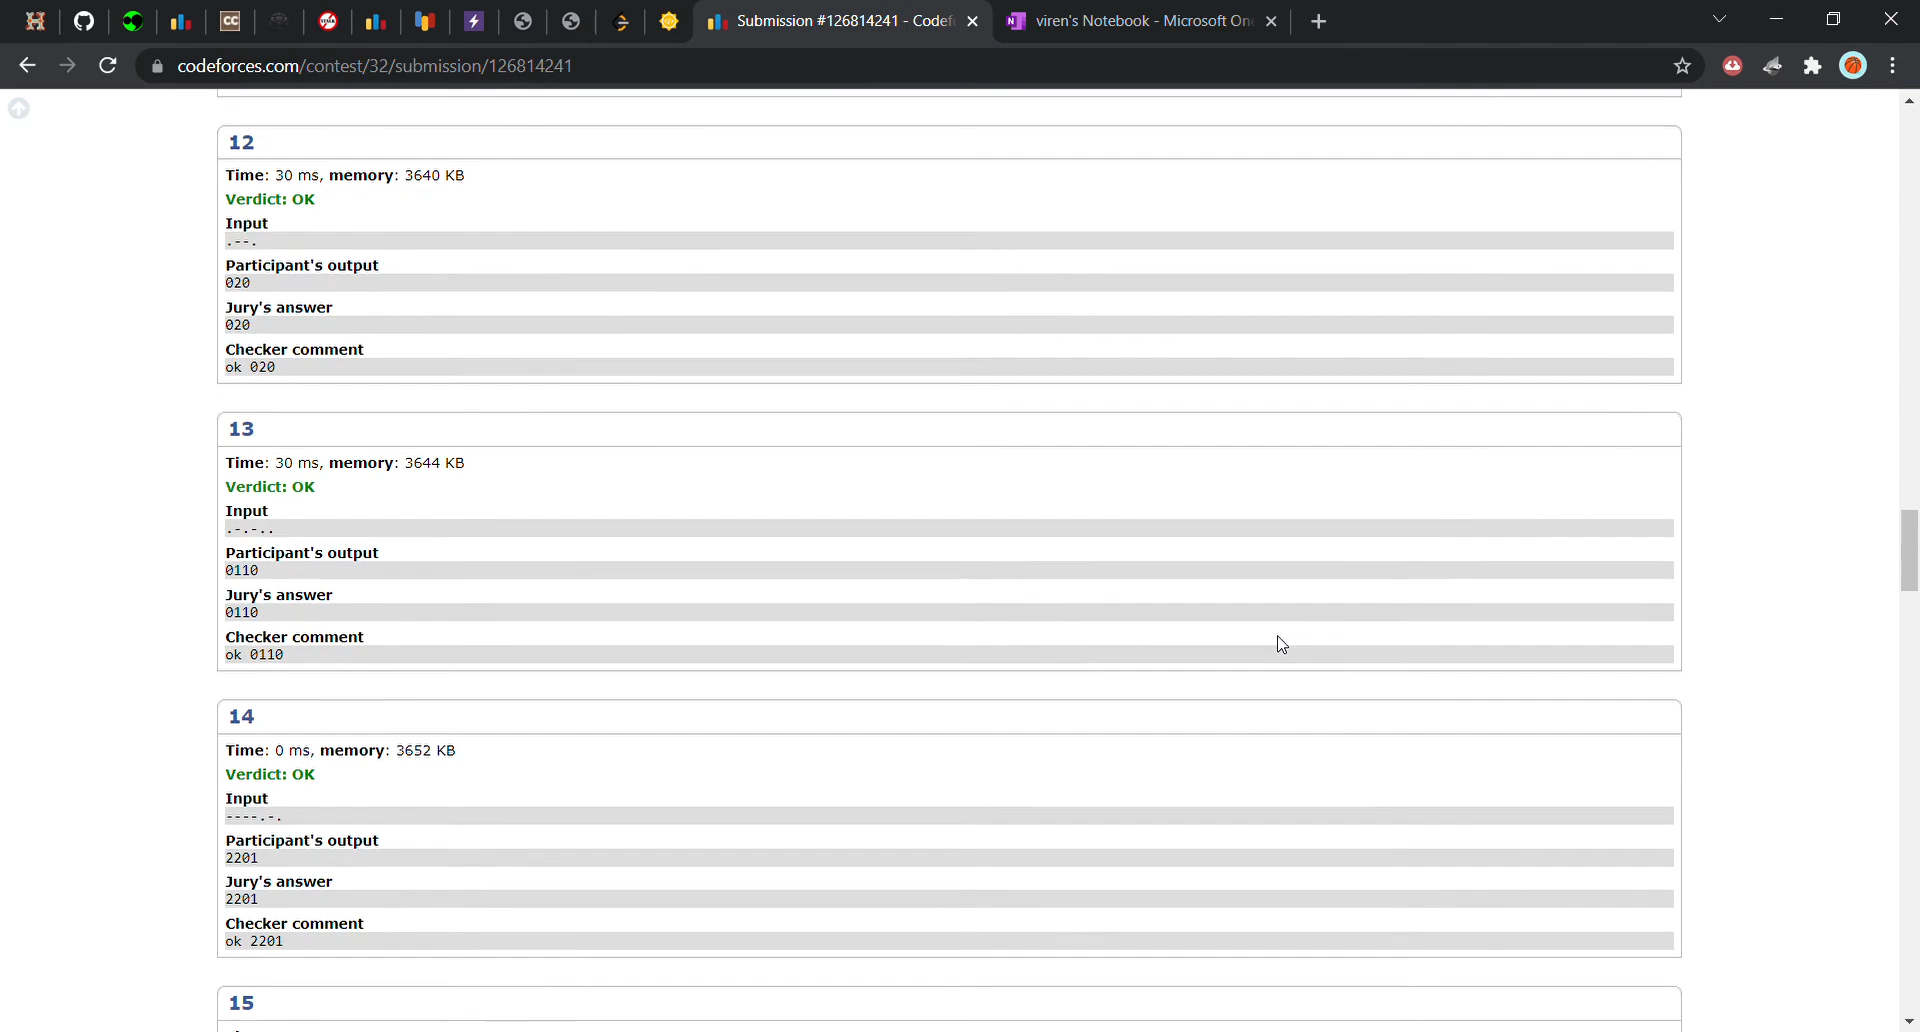 CC
Submission #126814241 - Codef
viren's Notebook - Microsoft On
codeforces.com/contest/32/submission/126814241
12
Time: 30 ms, memory: 3640 KB
Verdict: OK
Input
.--.
Participant's output
020
Jury's answer
020
Checker comment
ok 020
13
Time: 30 ms, memory: 3644 KB
Verdict: OK
Input
.-.-..
Participant's output
0110
Jury's answer
0110
Checker comment
ok 0110
14
Time: 0 ms, memory: 3652 KB
Verdict: OK
Input
----.-.
Participant's output
2201
Jury's answer
2201
Checker comment
ok 2201
15